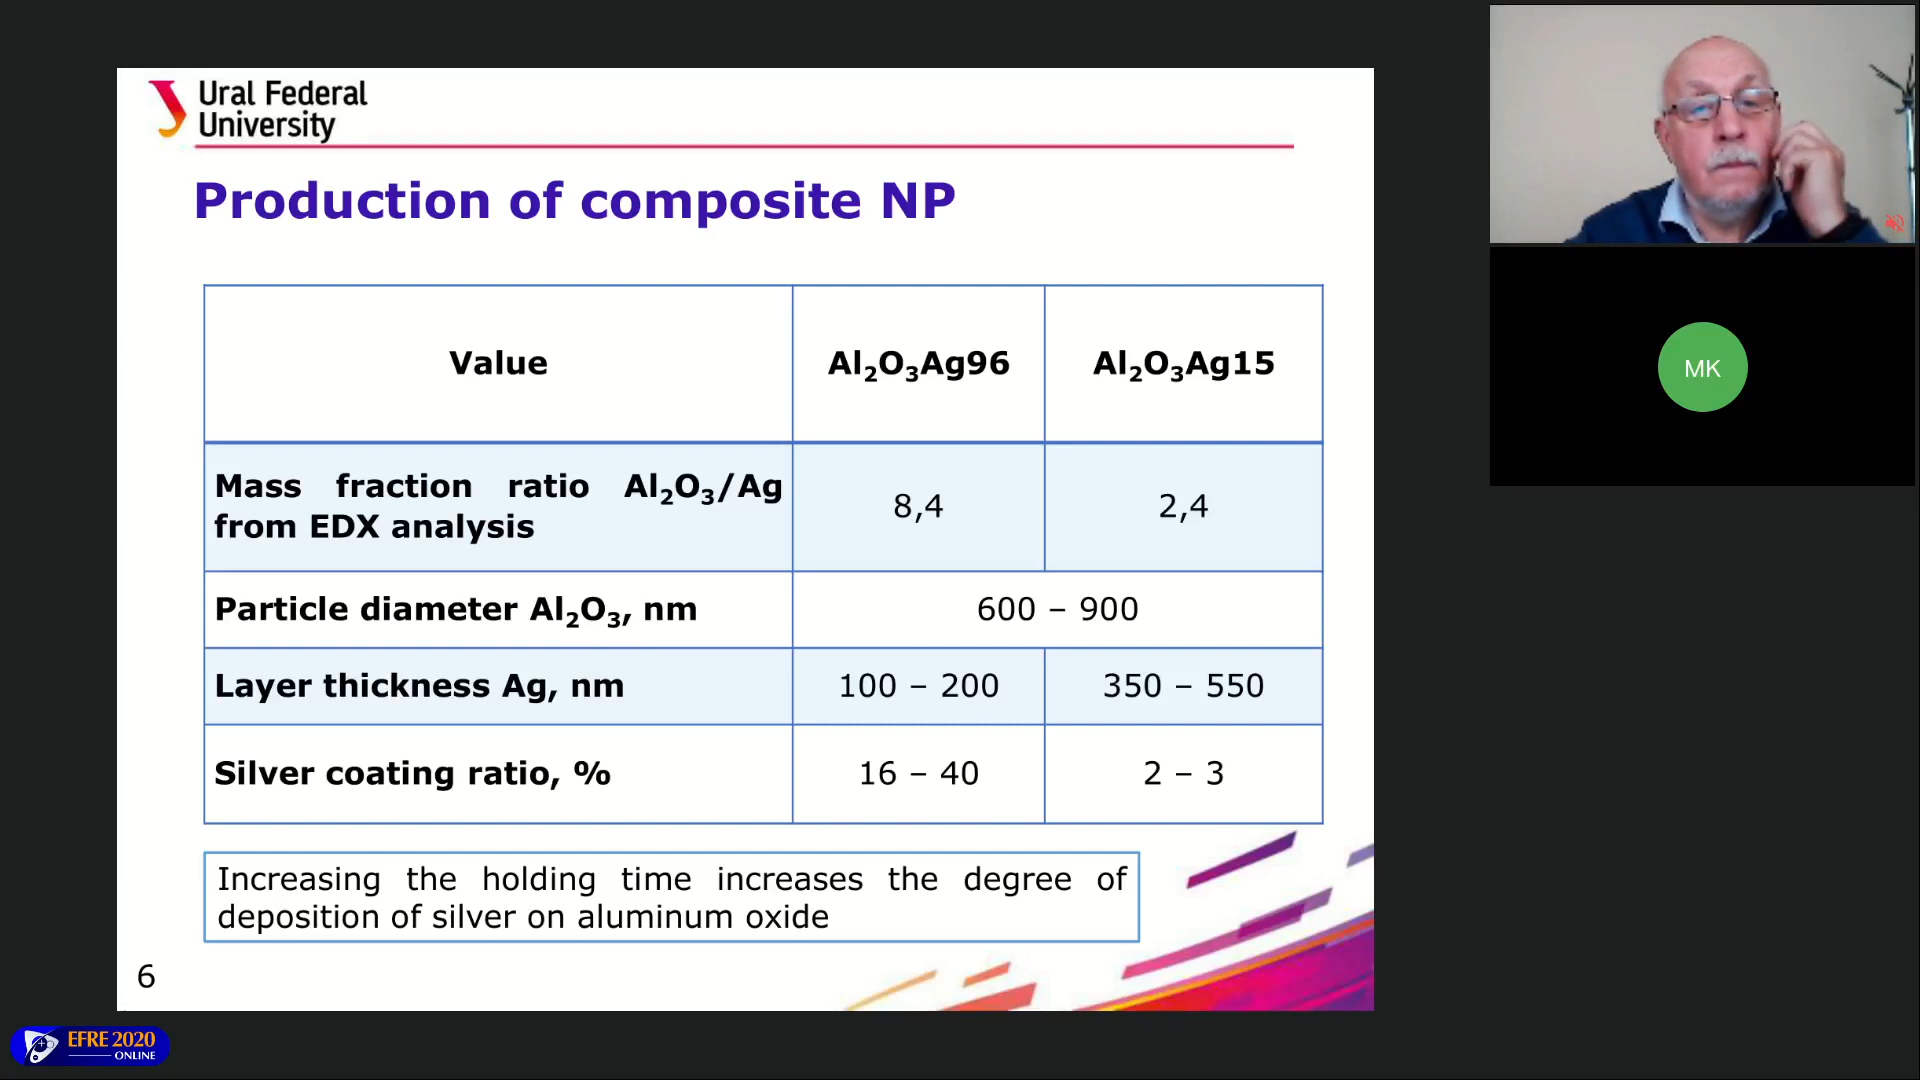 Ural Federal
University
Production of composite NP
Value
Al₂O₃Ag96
Al₂O₃Ag15
Mass fraction ratio Al₂O₃/Ag
from EDX analysis
8,4
2,4
Particle diameter Al₂O₃, nm
600 – 900
Layer thickness Ag, nm
100 – 200
350 – 550
Silver coating ratio, %
16 – 40
2 – 3
Increasing the holding time increases the degree of
deposition of silver on aluminum oxide
6
MK
EFRE 2020
ONLINE